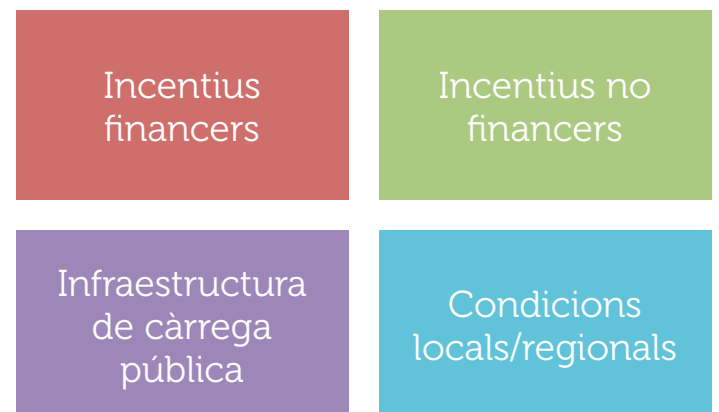 Incentius
financers
Incentius no
financers
Infraestructura
de càrrega
pública
Condicions
locals/regionals